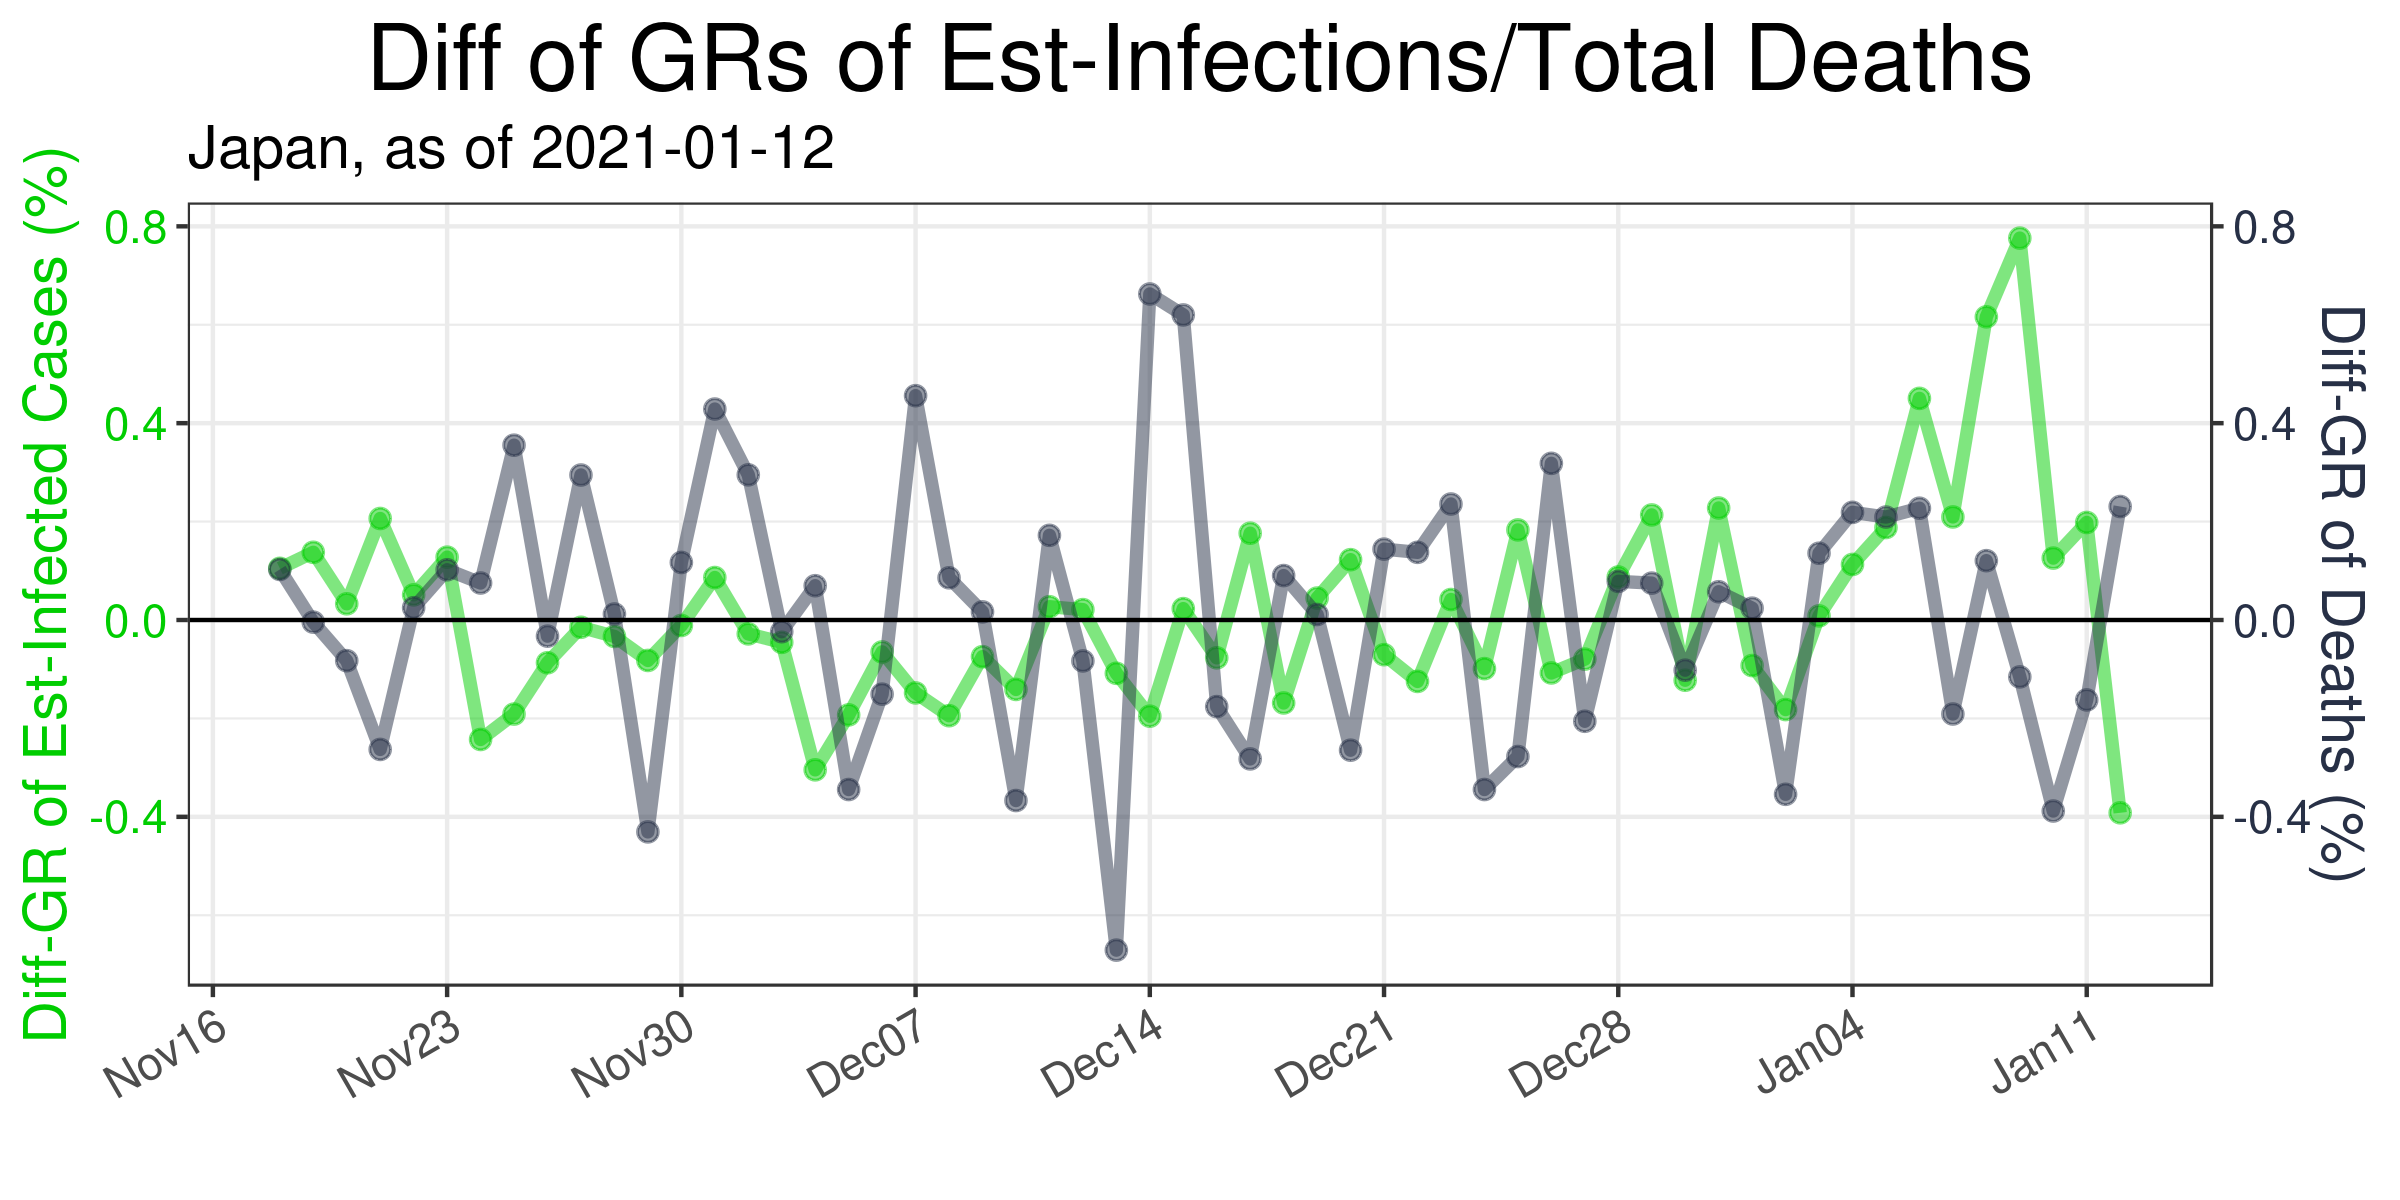 Diff of GRs of Est-Infections/Total Deaths
Japan, as of 2021-01-12
Diff-GR of Est-Infected Cases (%)
0.8
0.4
0.0
-0.4
0.8
0.4
0.0
-0.4
Diff-GR of Deaths (%)
Nov16
Nov23
Nov30
Dec07
Dec14
Dec21
Dec28
Jan04
Jan11